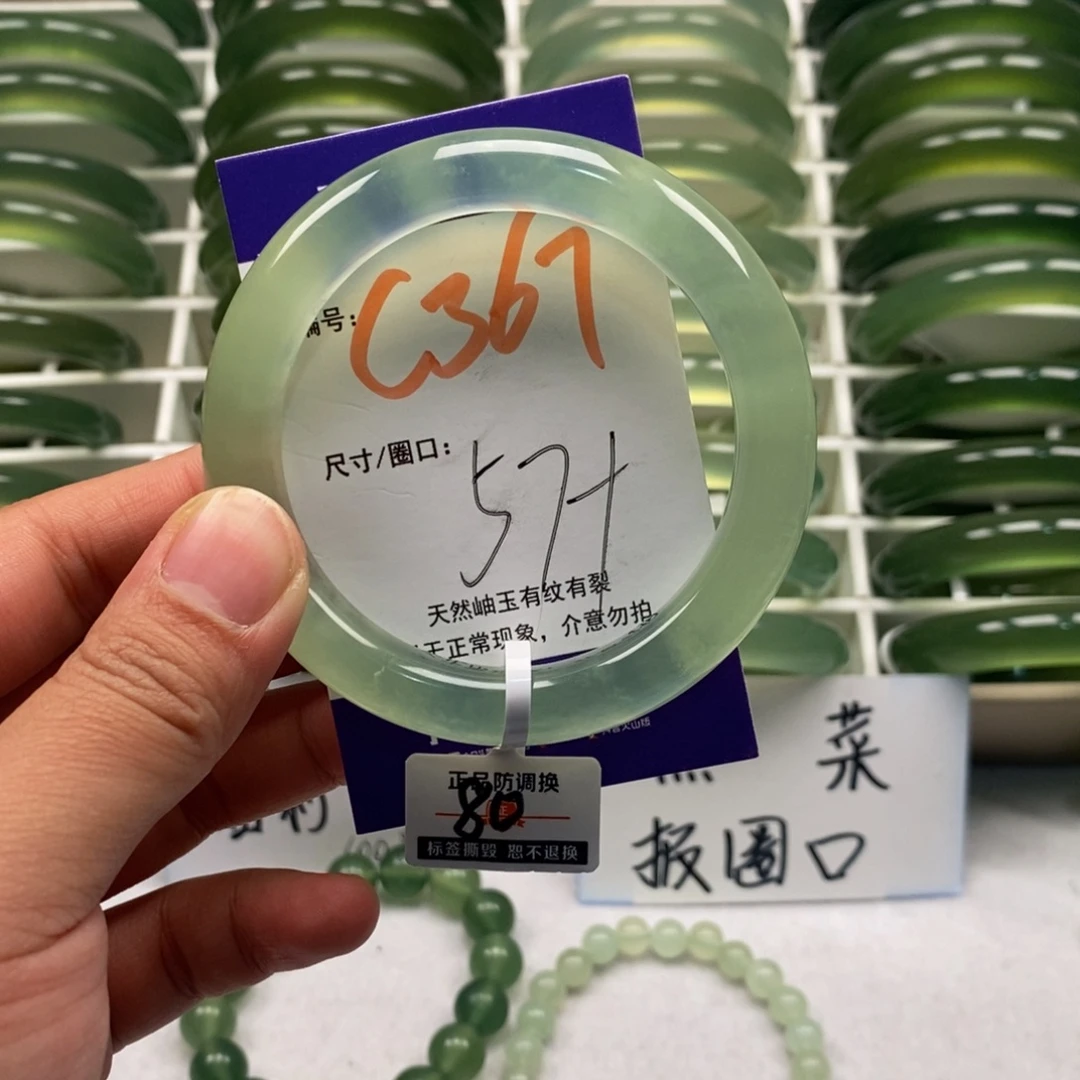 编号: C367
尺寸/圈口: 57+
天然岫玉有纹有裂
正常现象，介意勿拍
正品防调换
80
标签撕毁 恕不退换
菜
报圈口